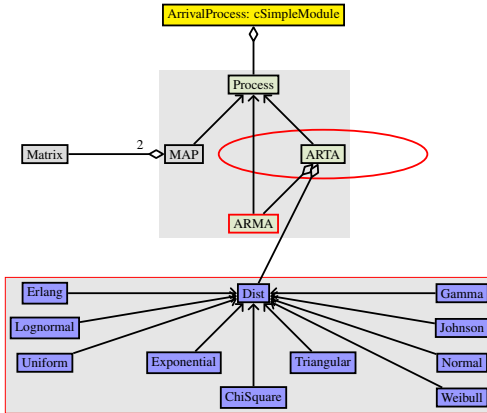 ArrivalProcess: cSimpleModule
Process
2
Matrix
MAP
ARTA
ARMA
Erlang
Dist
Gamma
Lognormal
Johnson
Uniform
Exponential
Triangular
Normal
ChiSquare
Weibull